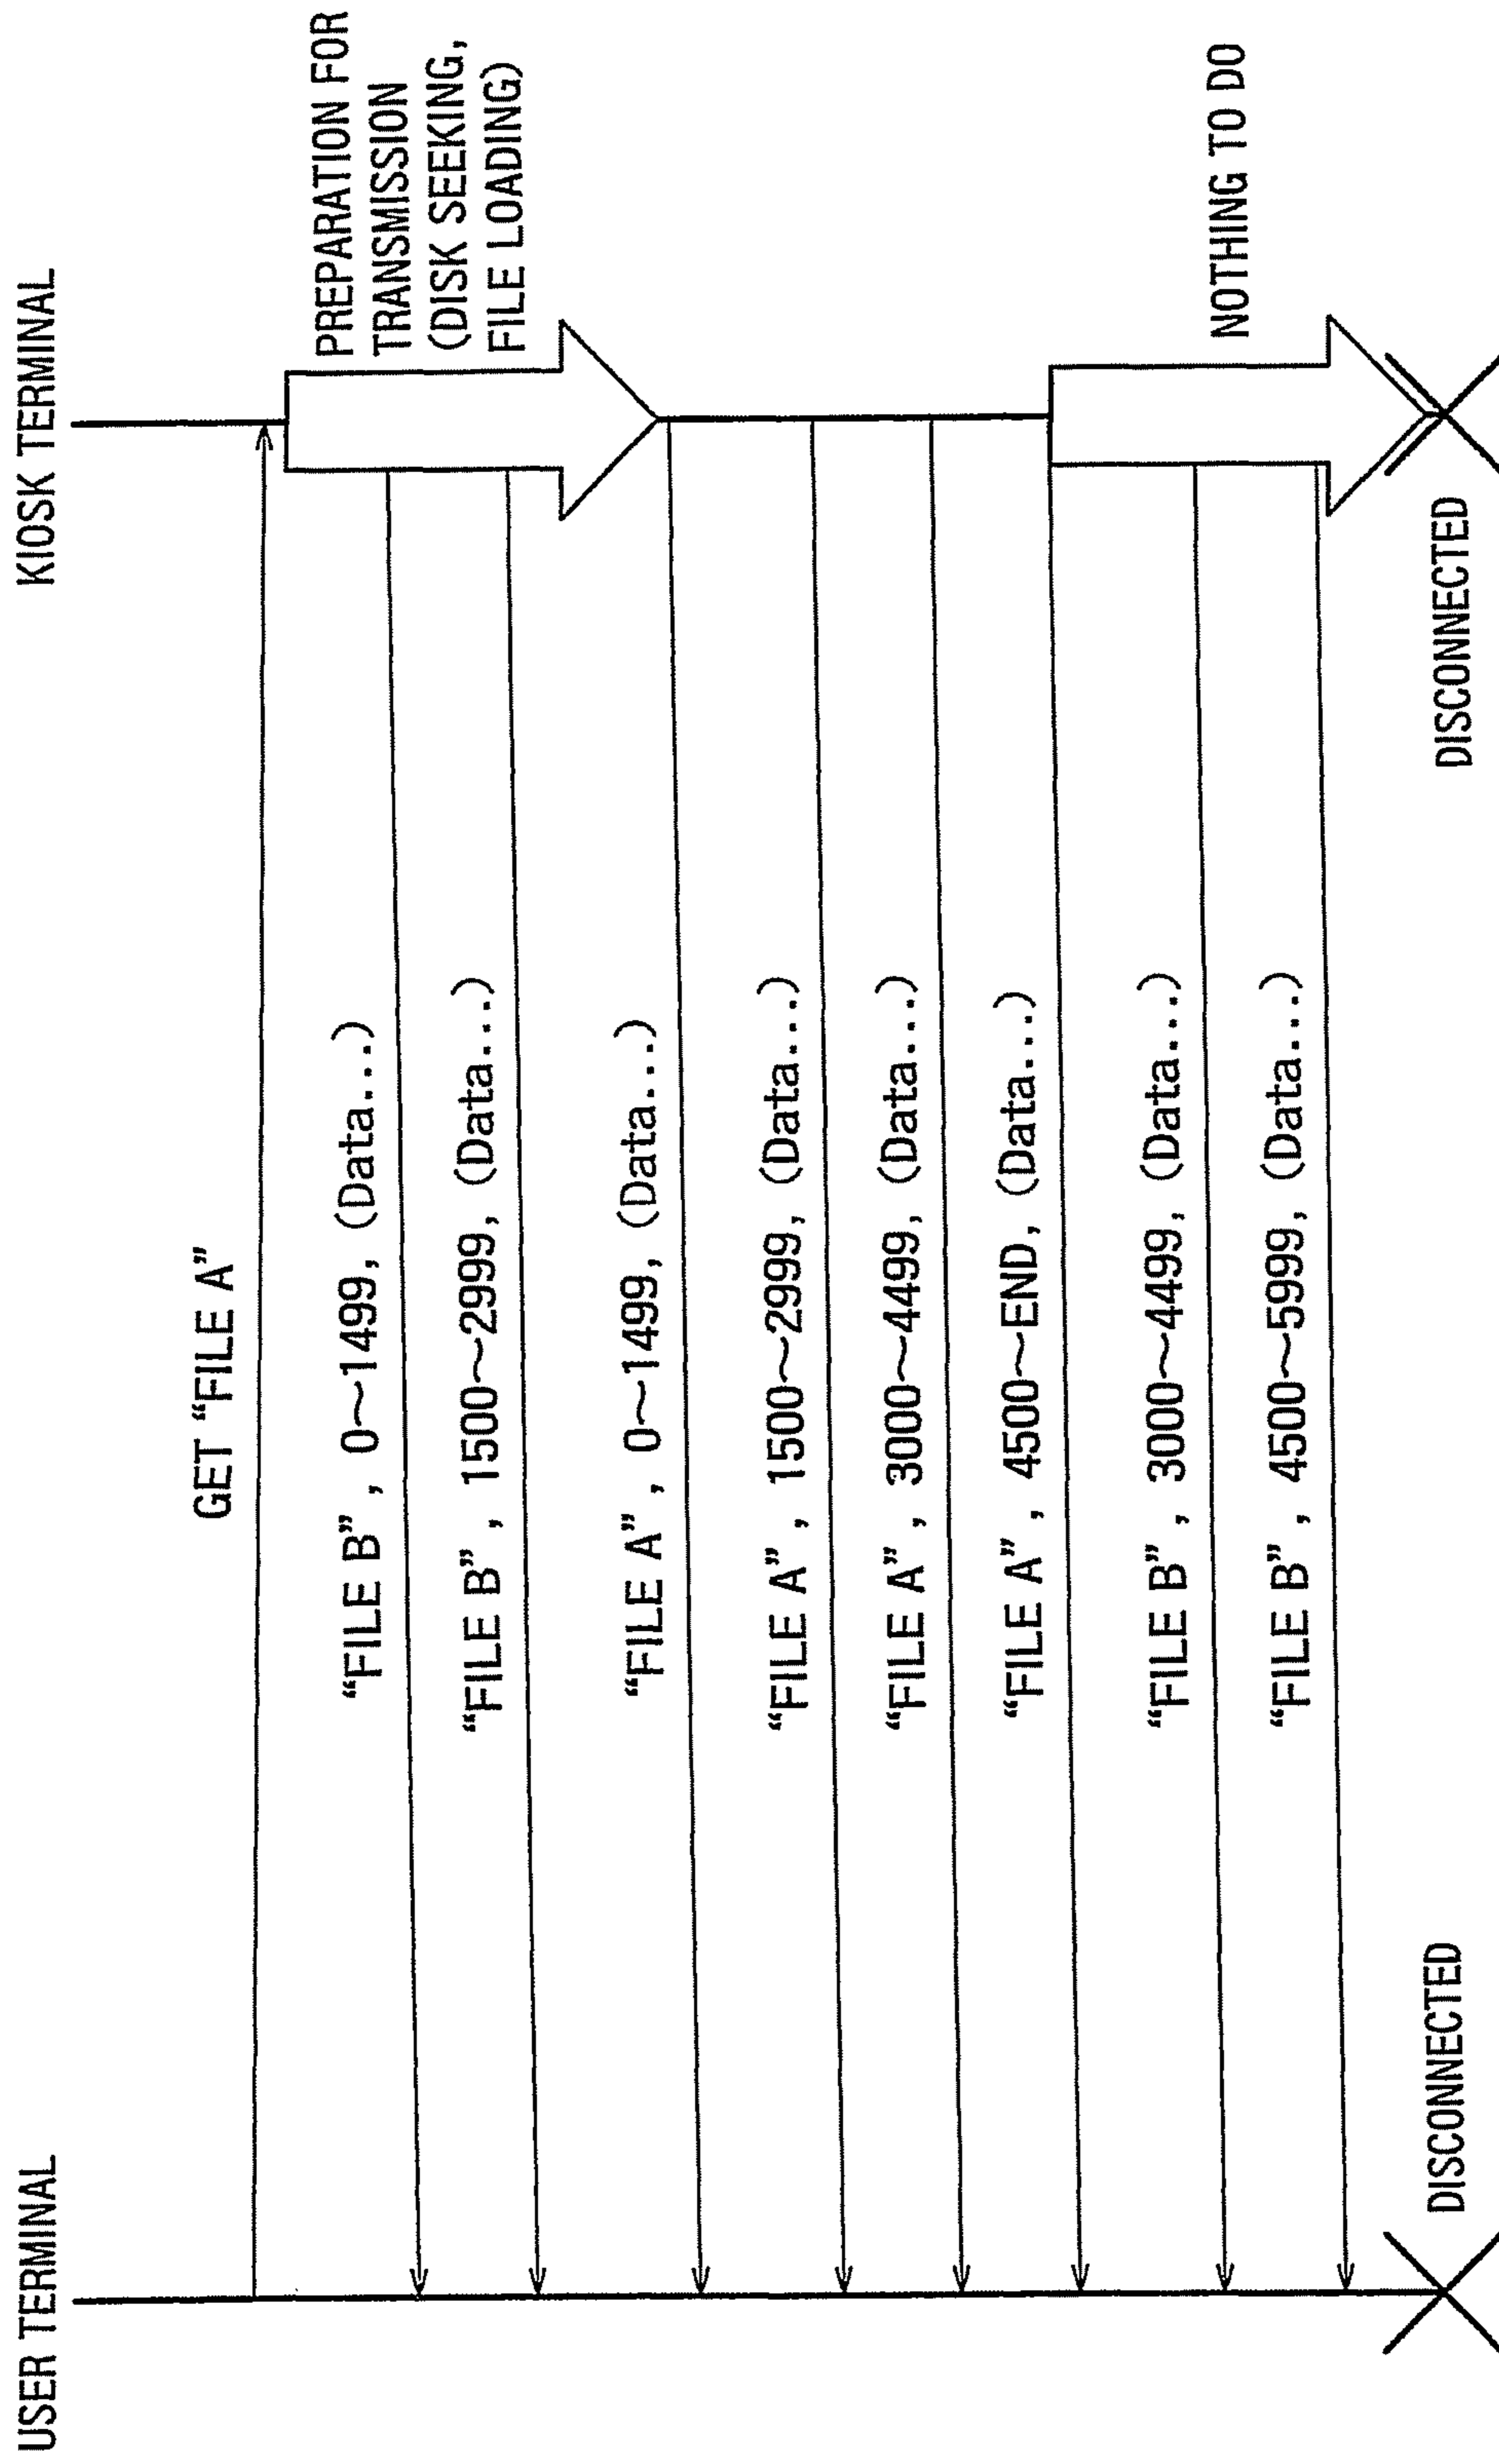 USER TERMINAL
KIOSK TERMINAL
GET “FILE A”
PREPARATION FOR
TRANSMISSION
(DISK SEEKING,
FILE LOADING)
“FILE B”, 0～1499, (Data...)
“FILE B”, 1500～2999, (Data...)
“FILE A”, 0～1499, (Data...)
“FILE A”, 1500～2999, (Data...)
“FILE A”, 3000～4499, (Data...)
“FILE A”, 4500～END, (Data...)
NOTHING TO DO
“FILE B”, 3000～4499, (Data...)
“FILE B”, 4500～5999, (Data...)
DISCONNECTED
DISCONNECTED